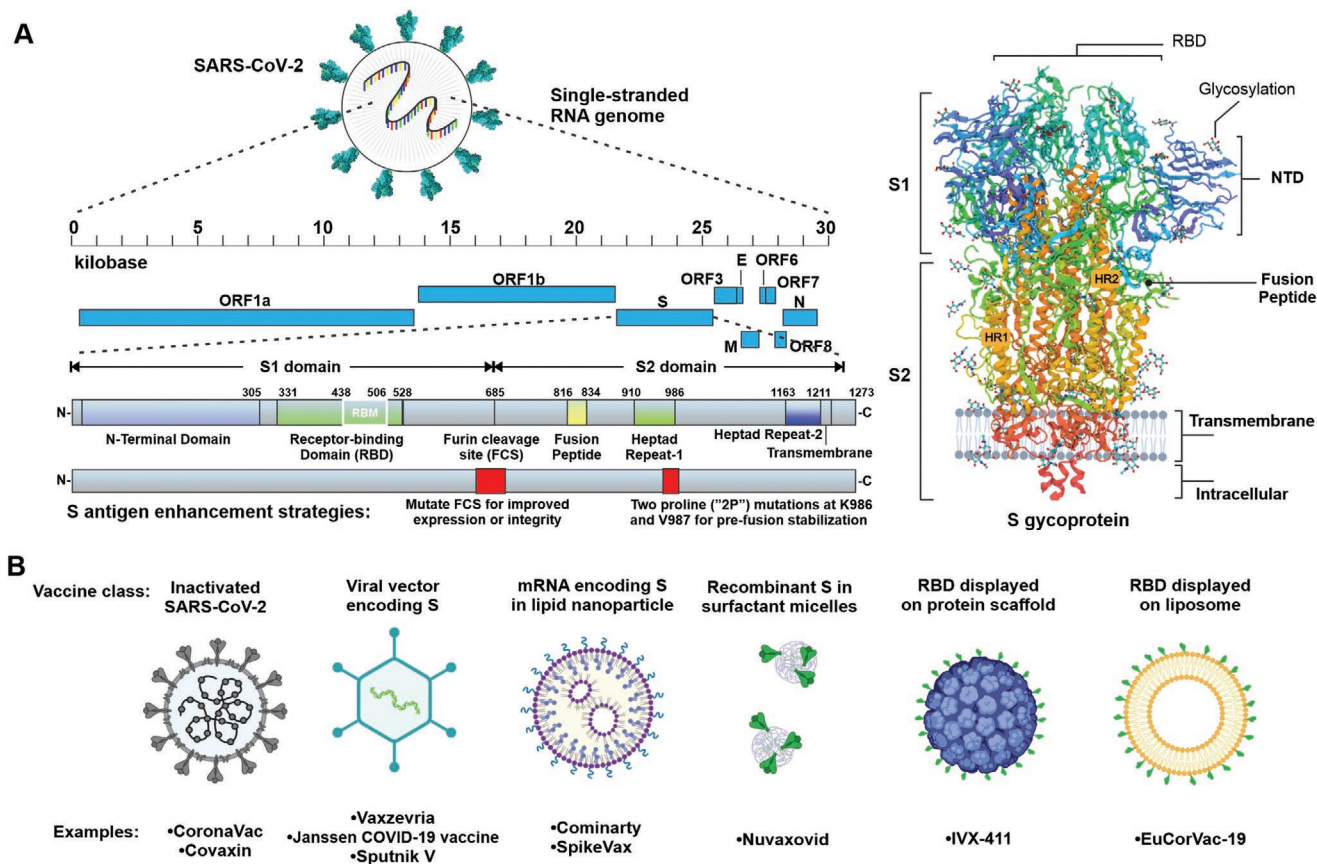 A
SARS-CoV-2
Single-stranded
RNA genome
0 5 10 15 20 25 30
kilobase
ORF1a
ORF1b
S
ORF3
E
ORF6
ORF7
N
M
ORF8
S1 domain
S2 domain
305 331 438 506 528 685 816 834 910 986 1163 1211 1273
N-
RBM
-C
N-Terminal Domain
Receptor-binding
Domain (RBD)
Furin cleavage
site (FCS)
Fusion
Peptide
Heptad
Repeat-1
Heptad Repeat-2
Transmembrane
N-
-C
S antigen enhancement strategies:
Mutate FCS for improved
expression or integrity
Two proline ("2P") mutations at K986
and V987 for pre-fusion stabilization
RBD
Glycosylation
S1
NTD
HR2
Fusion
Peptide
HR1
S2
Transmembrane
Intracellular
S gycoprotein
B
Vaccine class:
Inactivated
SARS-CoV-2
Viral vector
encoding S
mRNA encoding S
in lipid nanoparticle
Recombinant S in
surfactant micelles
RBD displayed
on protein scaffold
RBD displayed
on liposome
Examples:
•CoronaVac
•Covaxin
•Vaxzevria
•Janssen COVID-19 vaccine
•Sputnik V
•Cominarty
•SpikeVax
•Nuvaxovid
•IVX-411
•EuCorVac-19